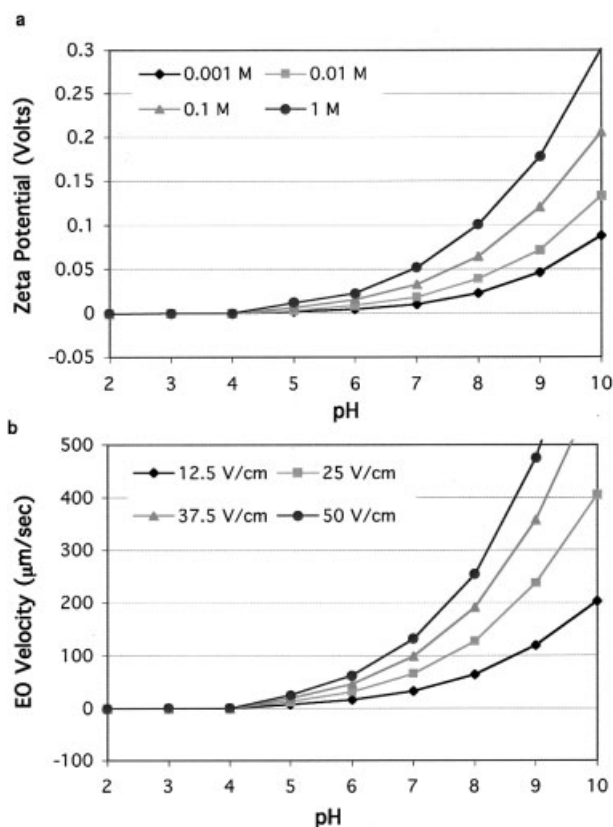 a
0.3
0.25
0.2
0.15
0.1
0.05
0
-0.05
Zeta Potential (Volts)
0.001 M 0.01 M
0.1 M 1 M
2 3 4 5 6 7 8 9 10
pH
b
500
400
300
200
100
0
-100
EO Velocity (μm/sec)
12.5 V/cm 25 V/cm
37.5 V/cm 50 V/cm
2 3 4 5 6 7 8 9 10
pH